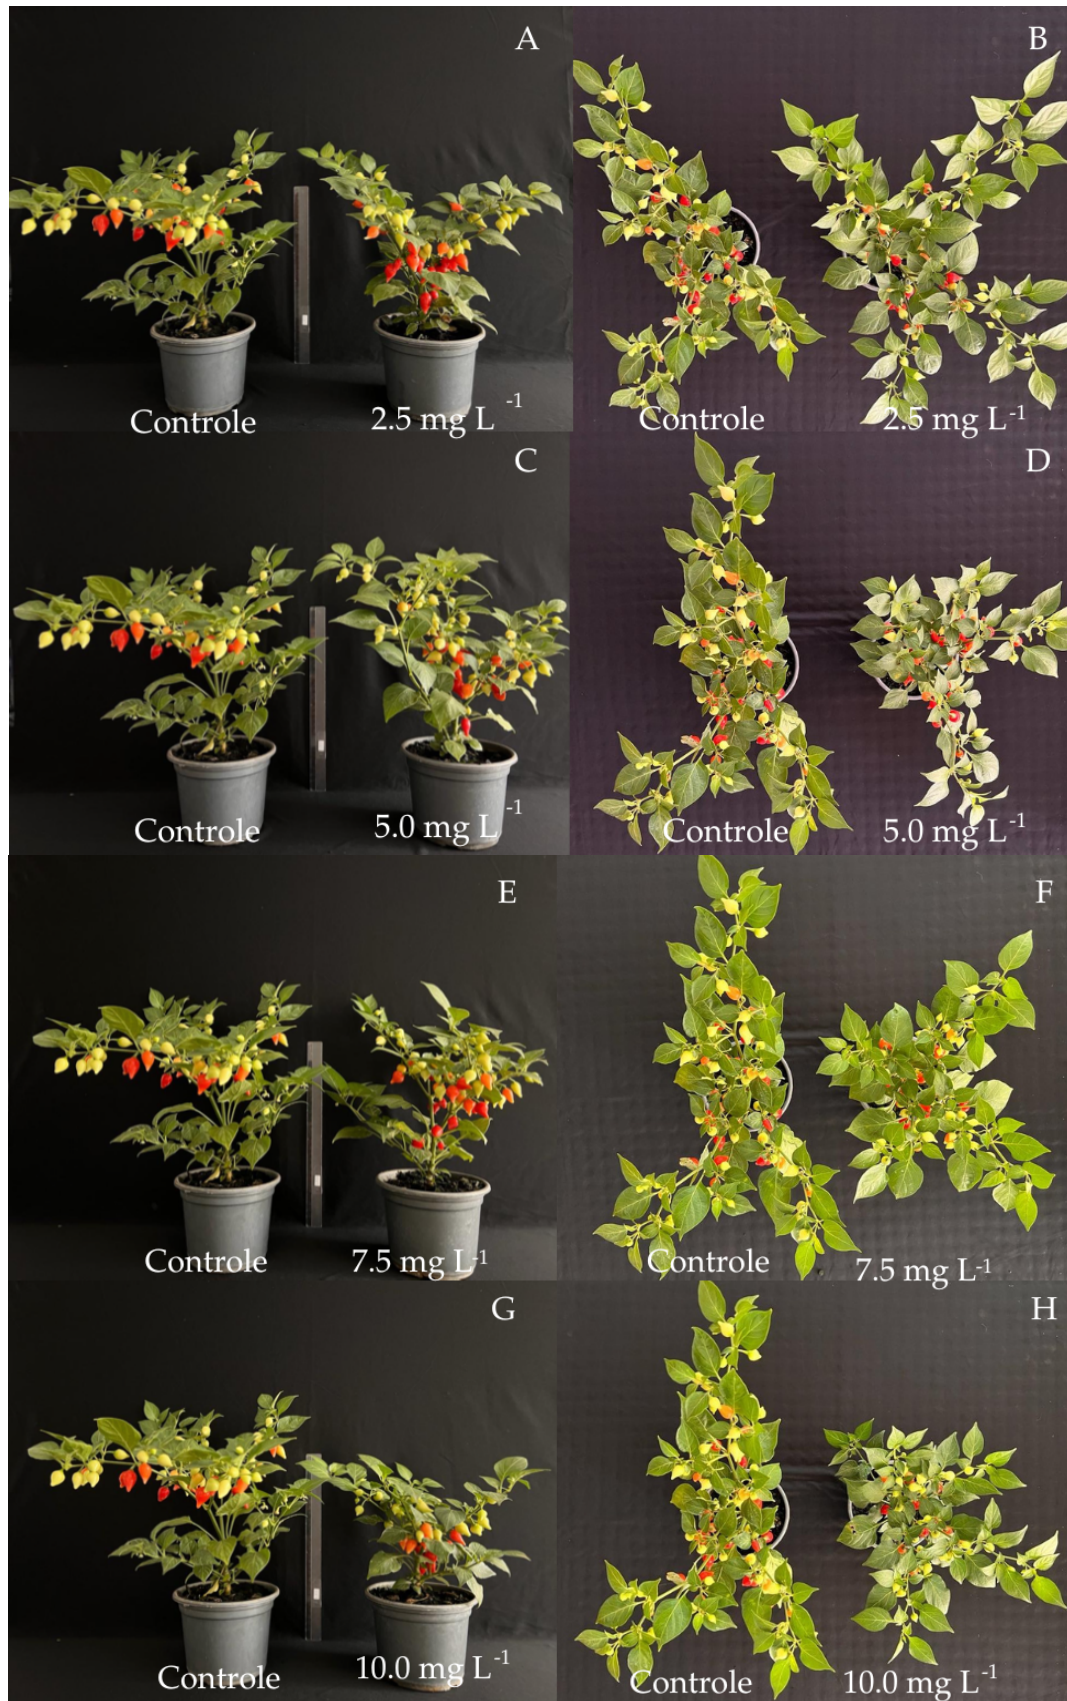 A
B
Controle
2.5 mg L-1
Controle
2.5 mg L-1
C
D
Controle
5.0 mg L-1
Controle
5.0 mg L-1
E
F
Controle
7.5 mg L-1
Controle
7.5 mg L-1
G
H
Controle
10.0 mg L-1
Controle
10.0 mg L-1